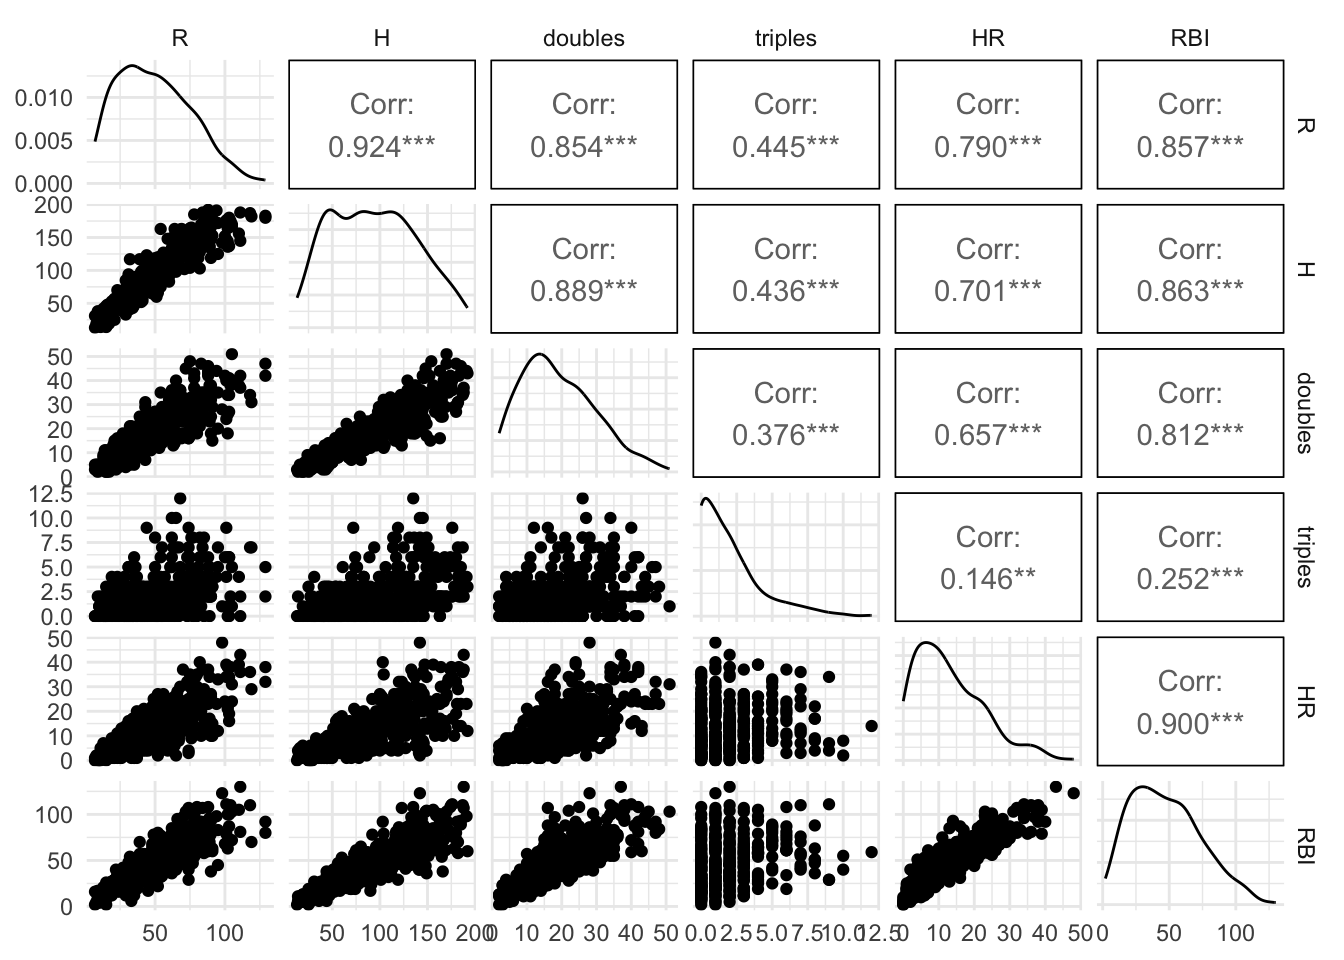 R H doubles triples HR RBI
0.010
0.005
0.000
Corr:
0.924***
Corr:
0.854***
Corr:
0.445***
Corr:
0.790***
Corr:
0.857***
R
200
150
100
50
Corr:
0.889***
Corr:
0.436***
Corr:
0.701***
Corr:
0.863***
H
50
40
30
20
10
0
Corr:
0.376***
Corr:
0.657***
Corr:
0.812***
doubles
12.5
10.0
7.5
5.0
2.5
0.0
Corr:
0.146**
Corr:
0.252***
triples
50
40
30
20
10
0
Corr:
0.900***
HR
100
50
0
RBI
50 100 50 100 150 200 0 10 20 30 40 50 0.0 2.5 5.0 7.5 10.0 12.5 0 10 20 30 40 50 0 50 100